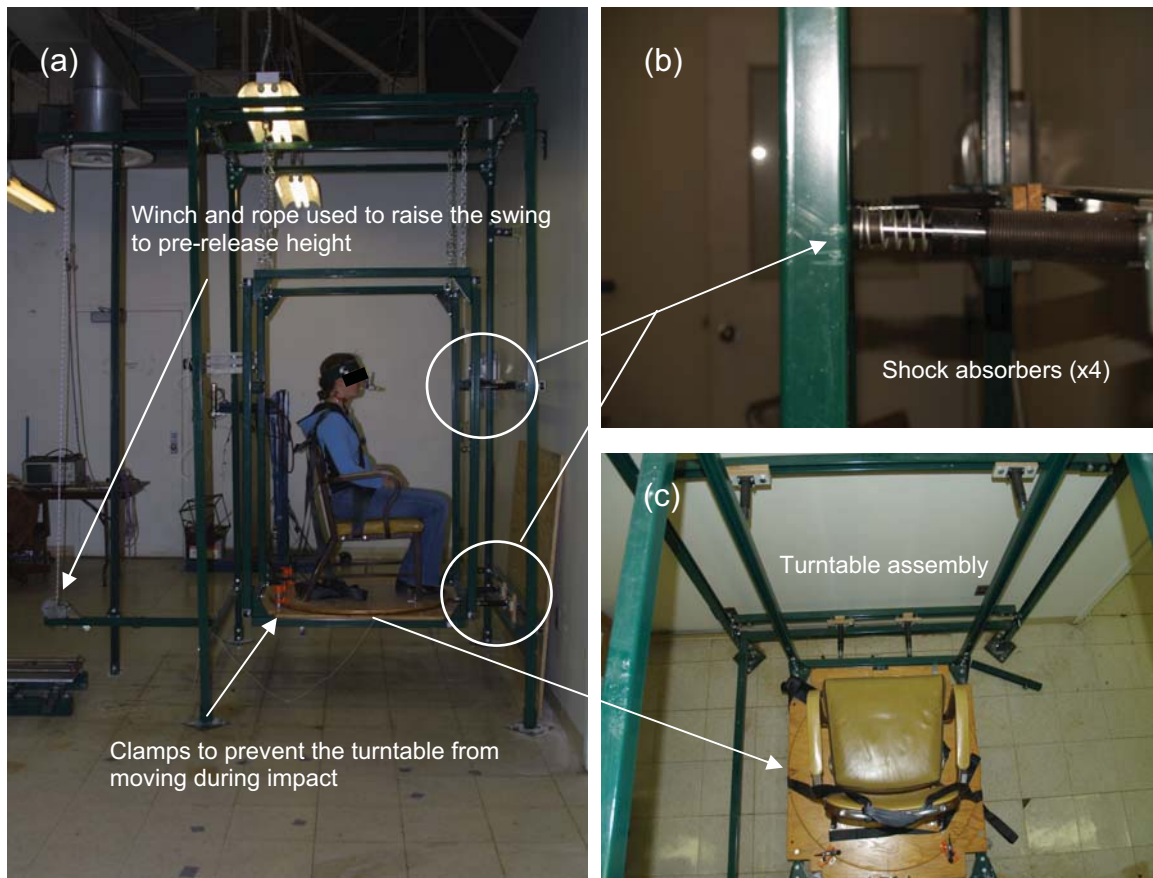 (a)
Winch and rope used to raise the swing
to pre-release height
Clamps to prevent the turntable from
moving during impact
(b)
Shock absorbers (x4)
(c)
Turntable assembly